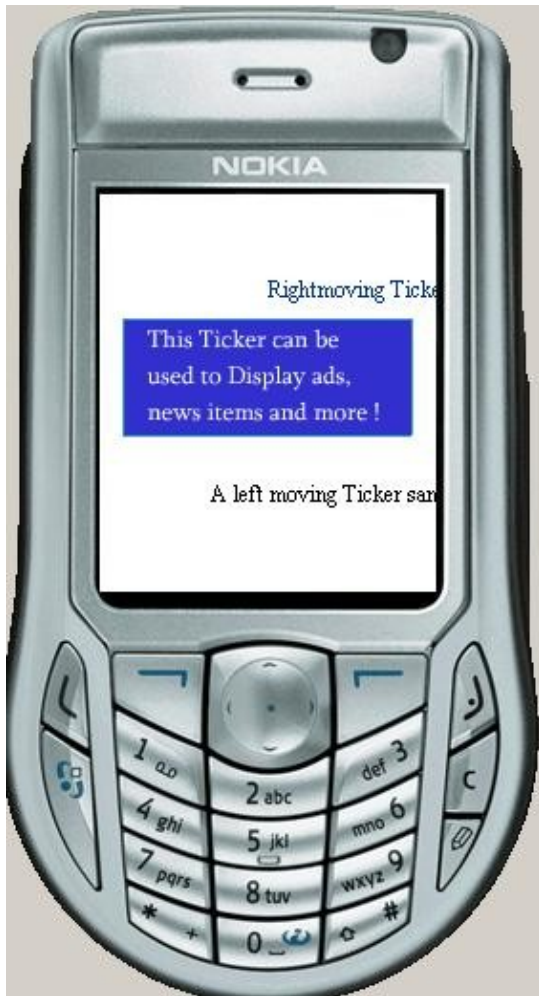 NOKIA
Rightmoving Ticke
This Ticker can be
used to Display ads,
news items and more !
A left moving Ticker san
1 o_o
2 abc
def 3
4 ghi
5 jkl
mno 6
7 pqrs
8 tuv
wxyz 9
* +
0
#
C